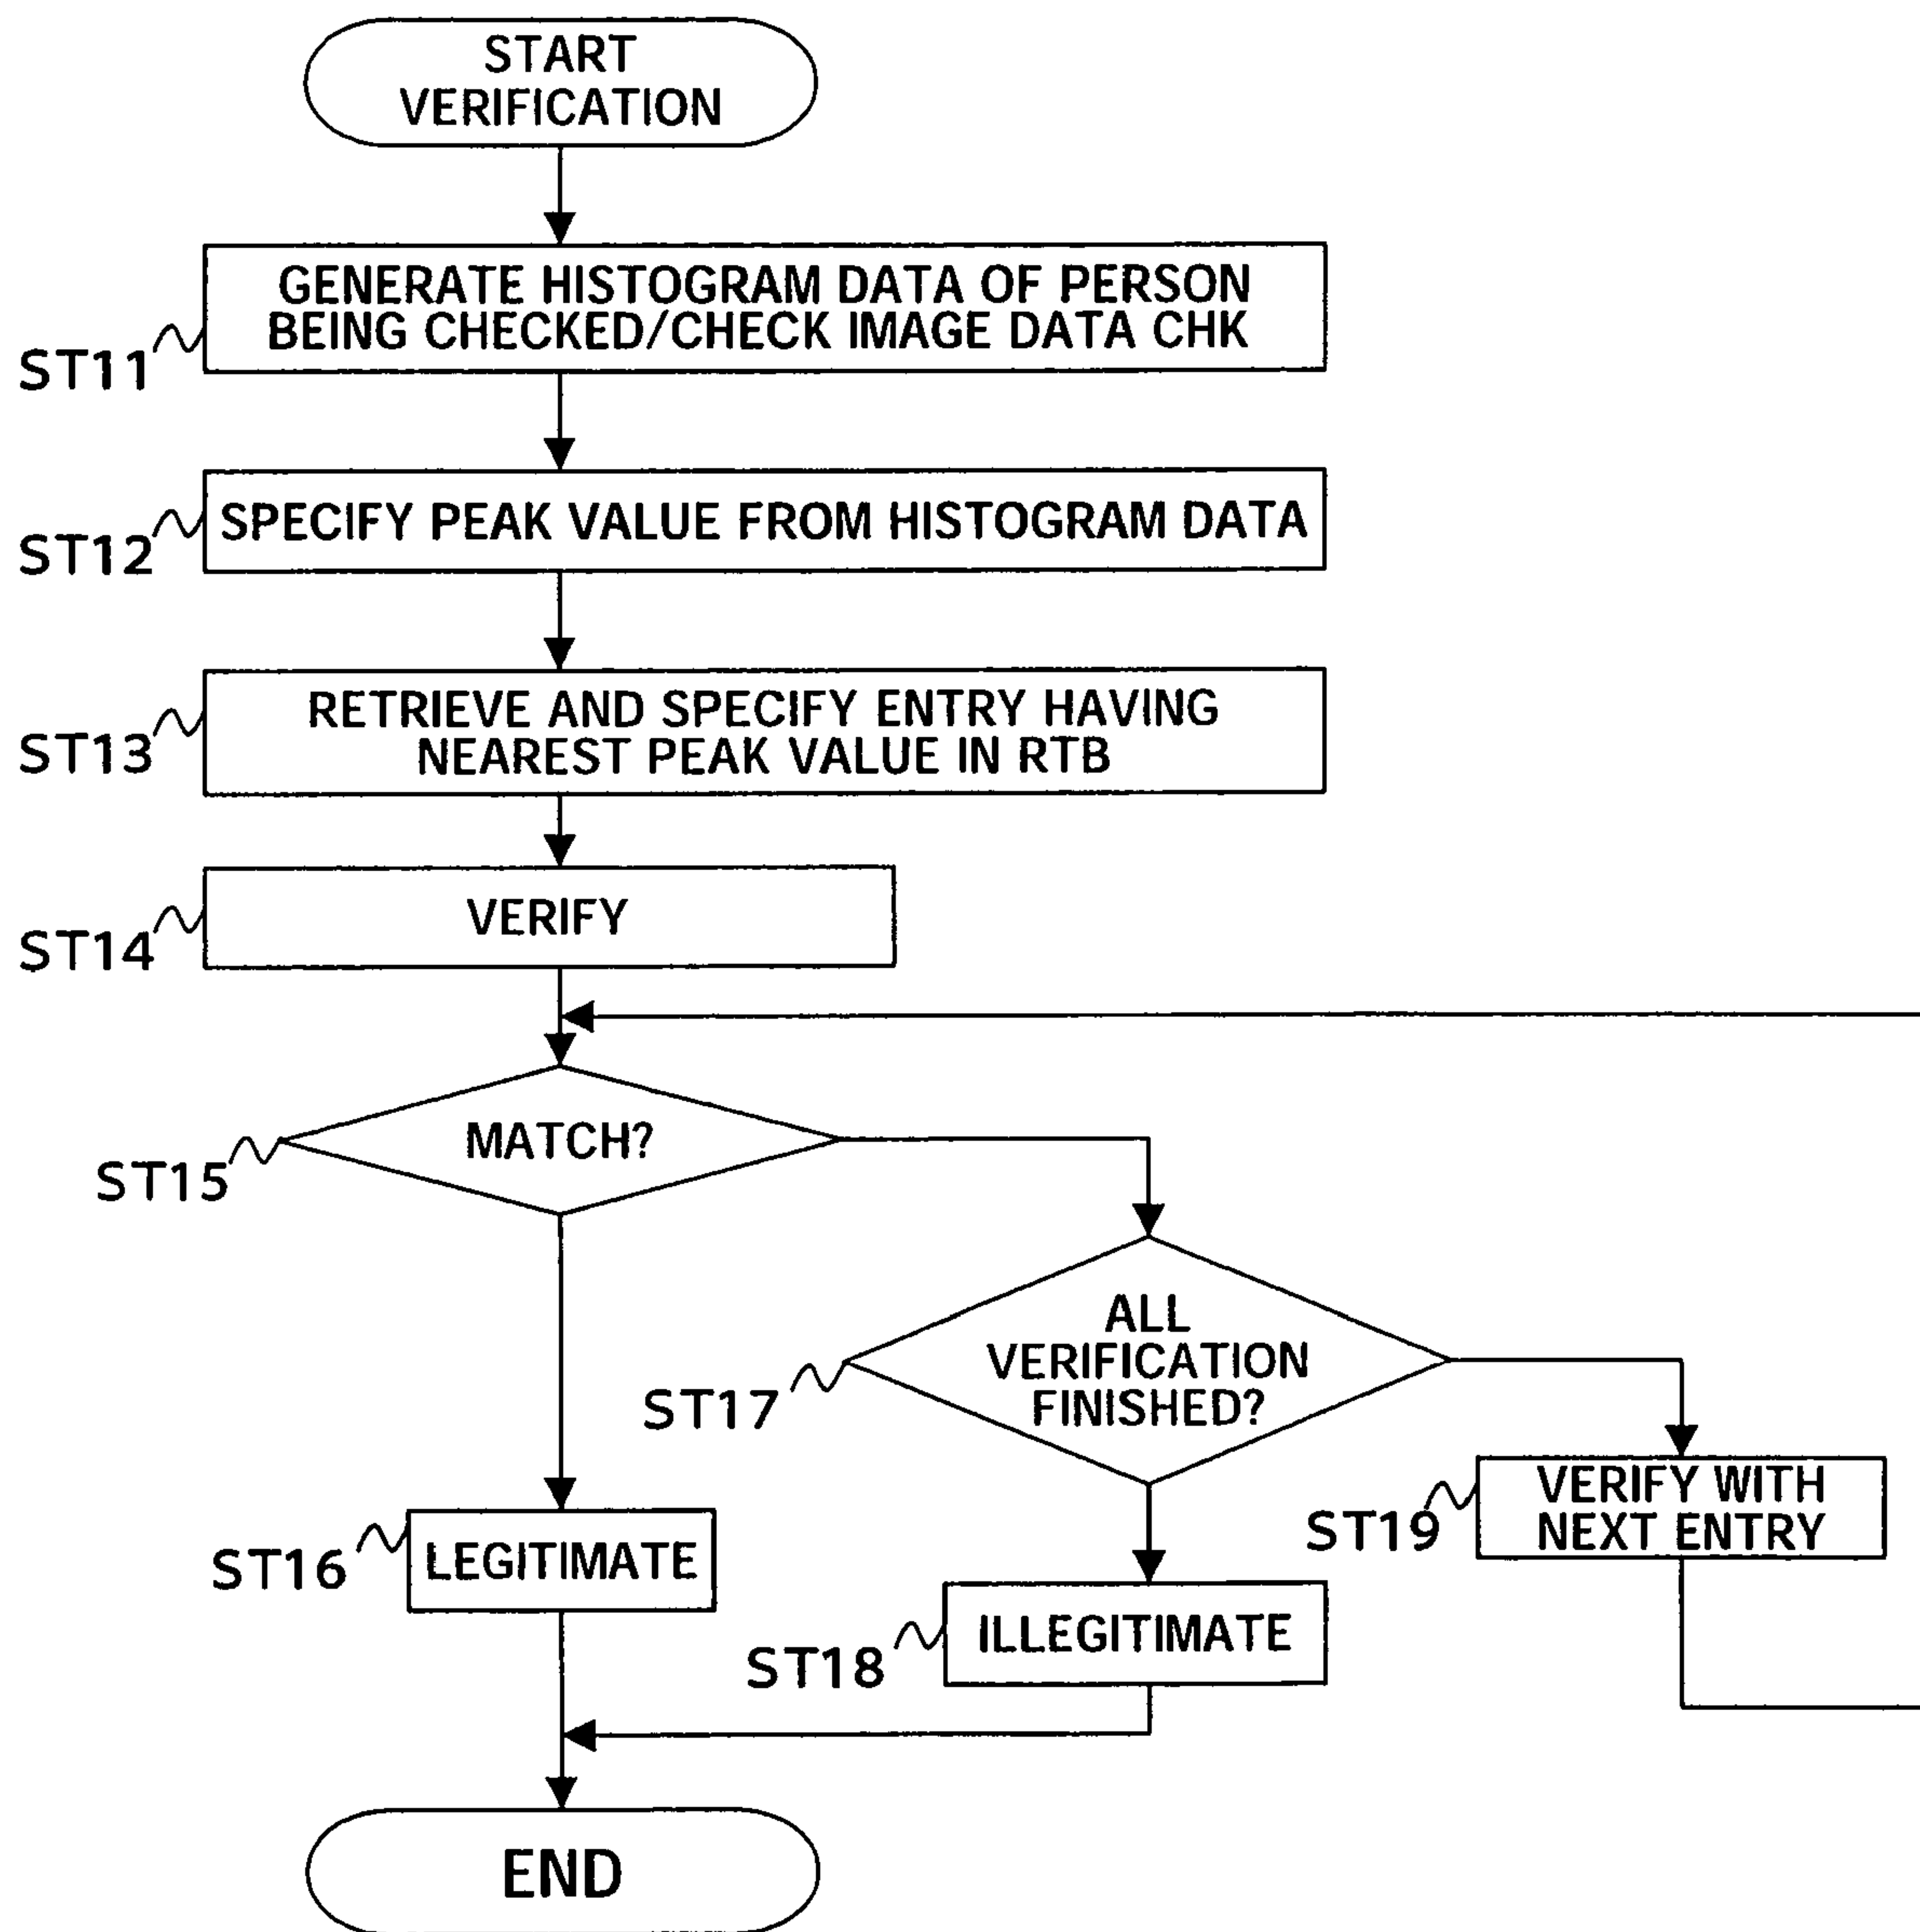 START
VERIFICATION
GENERATE HISTOGRAM DATA OF PERSON
BEING CHECKED/CHECK IMAGE DATA CHK
ST11
SPECIFY PEAK VALUE FROM HISTOGRAM DATA
ST12
RETRIEVE AND SPECIFY ENTRY HAVING
NEAREST PEAK VALUE IN RTB
ST13
VERIFY
ST14
MATCH?
ST15
ALL
VERIFICATION
FINISHED?
ST17
VERIFY WITH
NEXT ENTRY
ST19
LEGITIMATE
ST16
ILLEGITIMATE
ST18
END